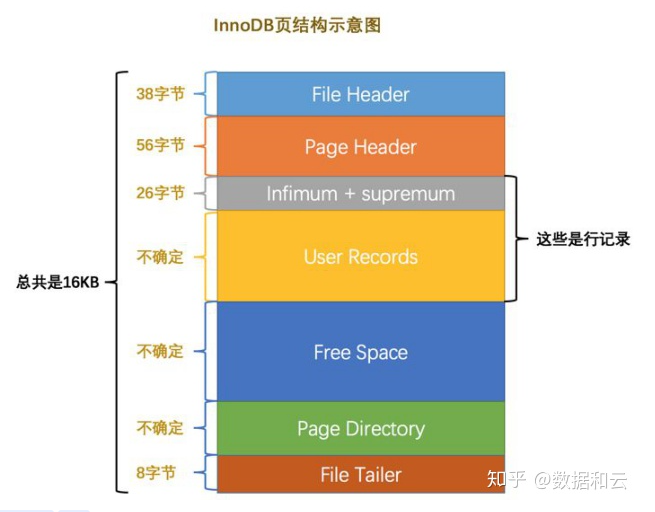 InnoDB页结构示意图
38字节
File Header
56字节
Page Header
26字节
Infimum + supremum
不确定
User Records
这些是行记录
总共是16KB
不确定
Free Space
不确定
Page Directory
8字节
File Tailer
知乎 @数据和云